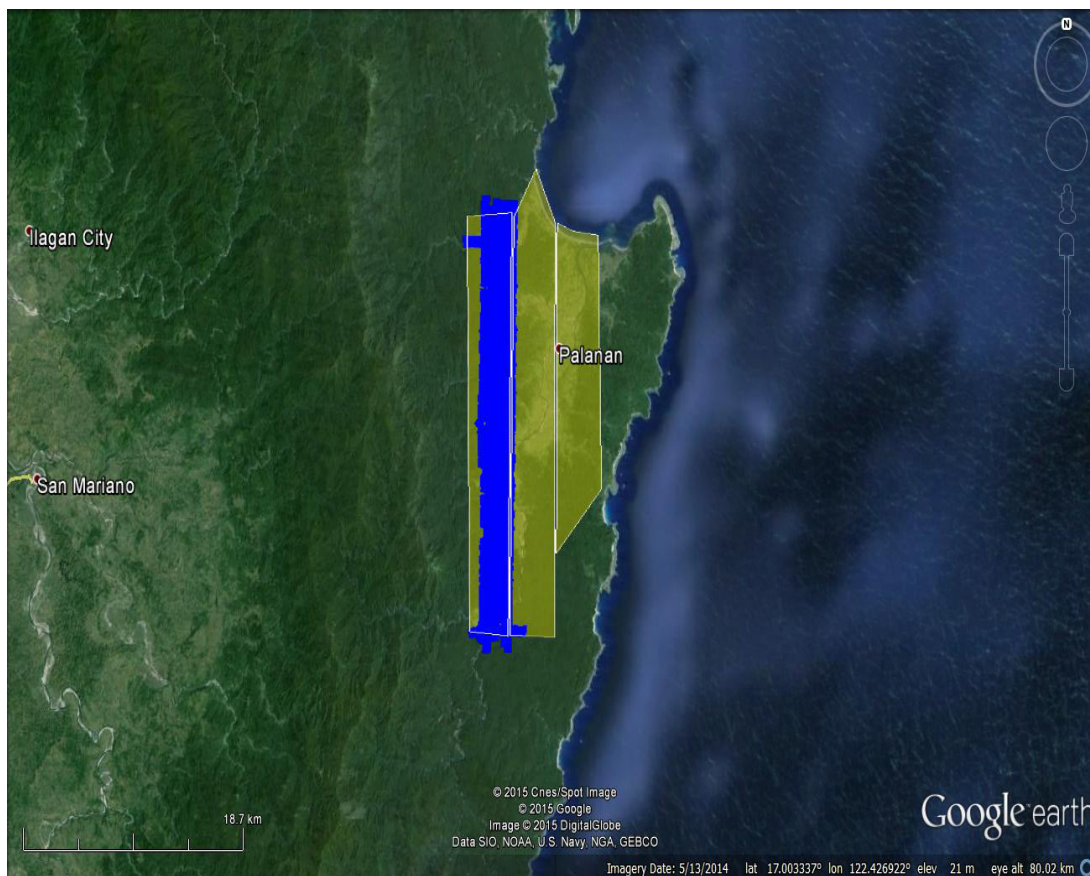 N
Ilagan City
Palanan
San Mariano
18.7 km
© 2015 Cnes/Spot Image
© 2015 Google
Image © 2015 DigitalGlobe
Data SIO, NOAA, U.S. Navy, NGA, GEBCO
Google earth
Imagery Date: 5/13/2014 lat 17.003337° lon 122.426922° elev 21 m eye alt 80.02 km